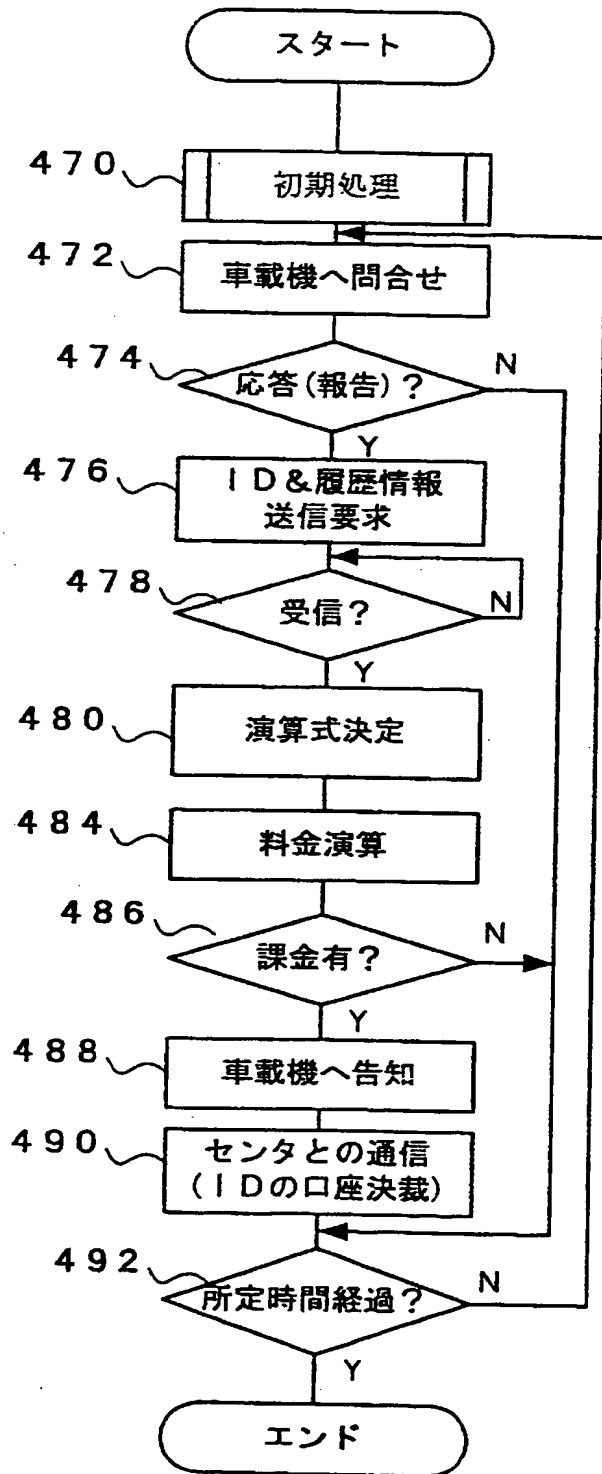 スタート
470
初期処理
472
車載機へ問合せ
474
応答(報告)?
N
Y
476
ID&履歴情報
送信要求
478
受信?
N
Y
480
演算式決定
484
料金演算
486
課金有?
N
Y
488
車載機へ告知
490
センタとの通信
(IDの口座決裁)
492
所定時間経過?
N
Y
エンド